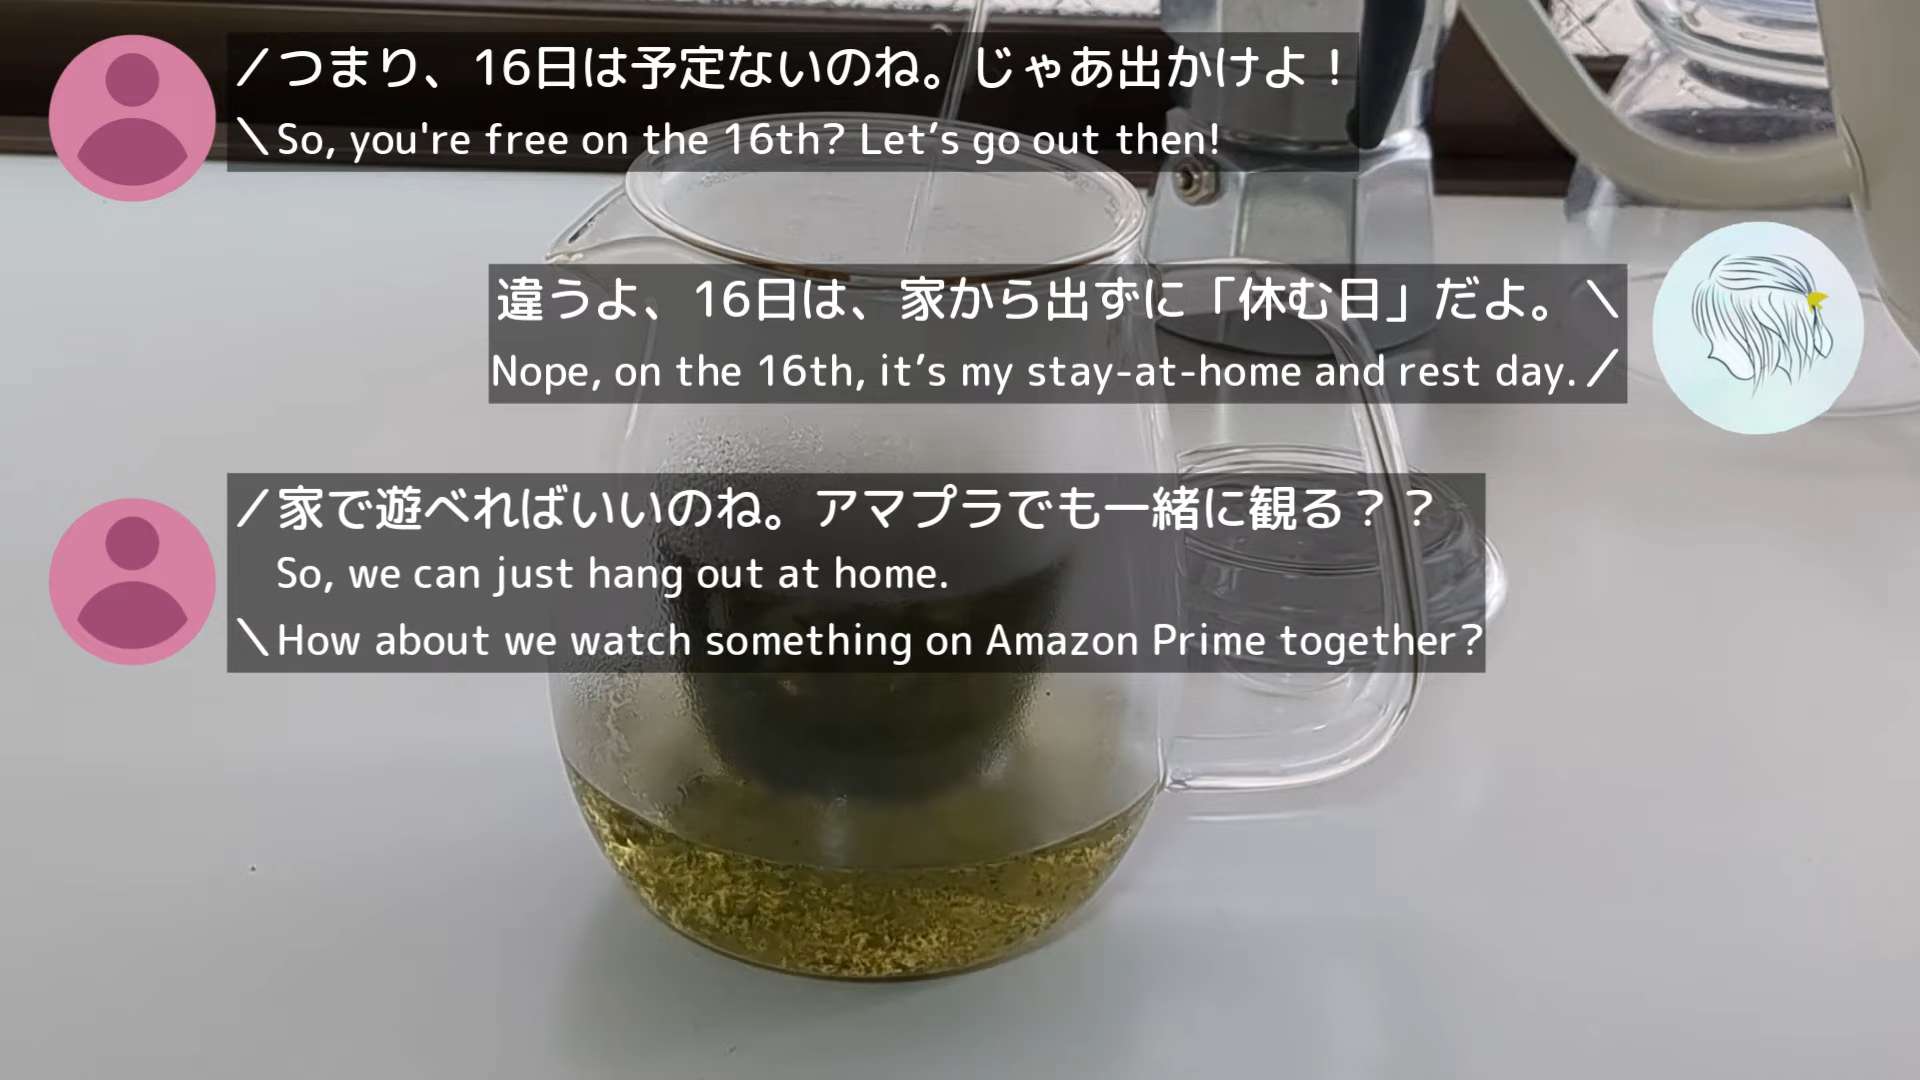 ／つまり、16日は予定ないのね。じゃあ出かけよ！
＼So, you're free on the 16th? Let’s go out then!
違うよ、16日は、家から出ずに「休む日」だよ。＼
Nope, on the 16th, it’s my stay-at-home and rest day.／
／家で遊べればいいのね。アマプラでも一緒に観る？？
So, we can just hang out at home.
＼How about we watch something on Amazon Prime together?